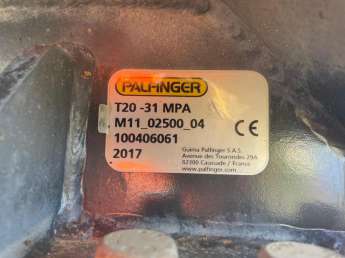 PALFINGER
T20 -31 MPA
M11_02500_04
100406061
2017
CE
Guima Palfinger S.A.S.
Avenue des Tourondes 29A
82300 Caussade / France
www.palfinger.com